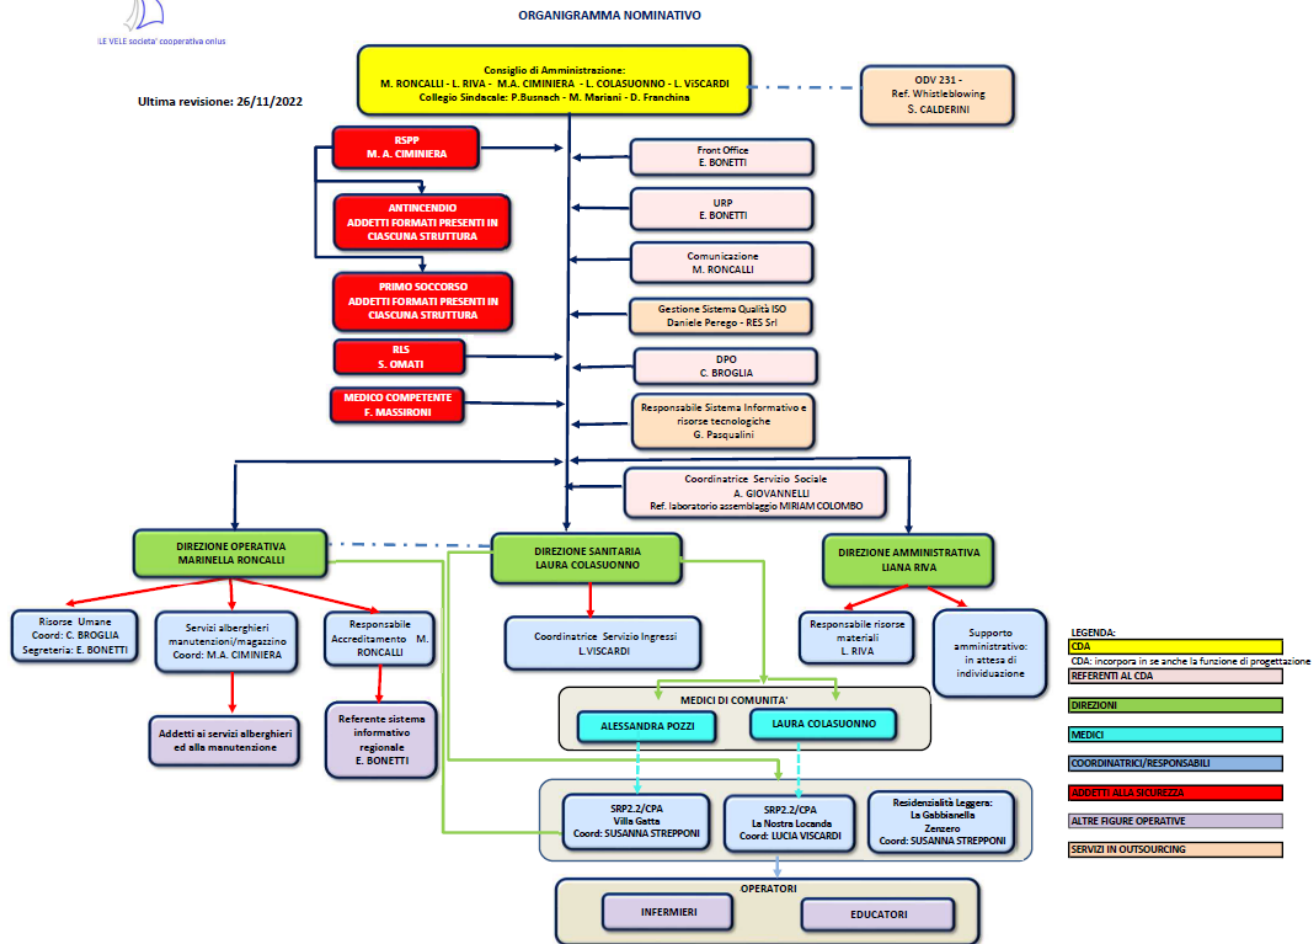 ORGANIGRAMMA NOMINATIVO
LE VELE societa' cooperativa onlus
Ultima revisione: 26/11/2022
Consiglio di Amministrazione:
M. RONCALLI - L. RIVA - M.A. CIMINIERA - L. COLASUONNO - L. ViSCARDI
Collegio Sindacale: P.Busnach - M. Mariani - D. Franchina
ODV 231 -
Ref. Whistleblowing
S. CALDERINI
RSPP
M. A. CIMINIERA
Front Office
E. BONETTI
ANTINCENDIO
ADDETTI FORMATI PRESENTI IN
CIASCUNA STRUTTURA
URP
E. BONETTI
Comunicazione
M. RONCALLI
PRIMO SOCCORSO
ADDETTI FORMATI PRESENTI IN
CIASCUNA STRUTTURA
Gestione Sistema Qualità ISO
Daniele Perego - RES Srl
RLS
S. OMATI
DPO
C. BROGLIA
MEDICO COMPETENTE
F. MASSIRONI
Responsabile Sistema Informativo e
risorse tecnologiche
G. Pasqualini
Coordinatrice Servizio Sociale
A. GIOVANNELLI
Ref. laboratorio assemblaggio MIRIAM COLOMBO
DIREZIONE OPERATIVA
MARINELLA RONCALLI
DIREZIONE SANITARIA
LAURA COLASUONNO
DIREZIONE AMMINISTRATIVA
LIANA RIVA
Risorse Umane
Coord: C. BROGLIA
Segreteria: E. BONETTI
Servizi alberghieri
manutenzioni/magazzino
Coord: M.A. CIMINIERA
Responsabile
Accreditamento M.
RONCALLI
Coordinatrice Servizio Ingressi
L.VISCARDI
Responsabile risorse
materiali
L. RIVA
Supporto
amministrativo:
in attesa di
individuazione
Addetti ai servizi alberghieri
ed alla manutenzione
Referente sistema
informativo
regionale
E. BONETTI
MEDICI DI COMUNITA'
ALESSANDRA POZZI
LAURA COLASUONNO
SRP2.2/CPA
Villa Gatta
Coord: SUSANNA STREPPONI
SRP2.2/CPA
La Nostra Locanda
Coord: LUCIA VISCARDI
Residenzialità Leggera:
La Gabbianella
Zenzero
Coord: SUSANNA STREPPONI
OPERATORI
INFERMIERI
EDUCATORI
LEGENDA:
CDA
CDA: incorpora in se anche la funzione di progettazione
REFERENTI AL CDA
DIREZIONI
MEDICI
COORDINATRICI/RESPONSABILI
ADDETTI ALLA SICUREZZA
ALTRE FIGURE OPERATIVE
SERVIZI IN OUTSOURCING